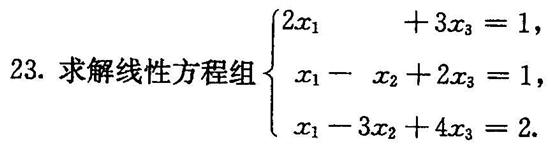 2x₁ + 3x₃ = 1,
23. 求解线性方程组 x₁ − x₂ + 2x₃ = 1,
x₁ − 3x₂ + 4x₃ = 2.